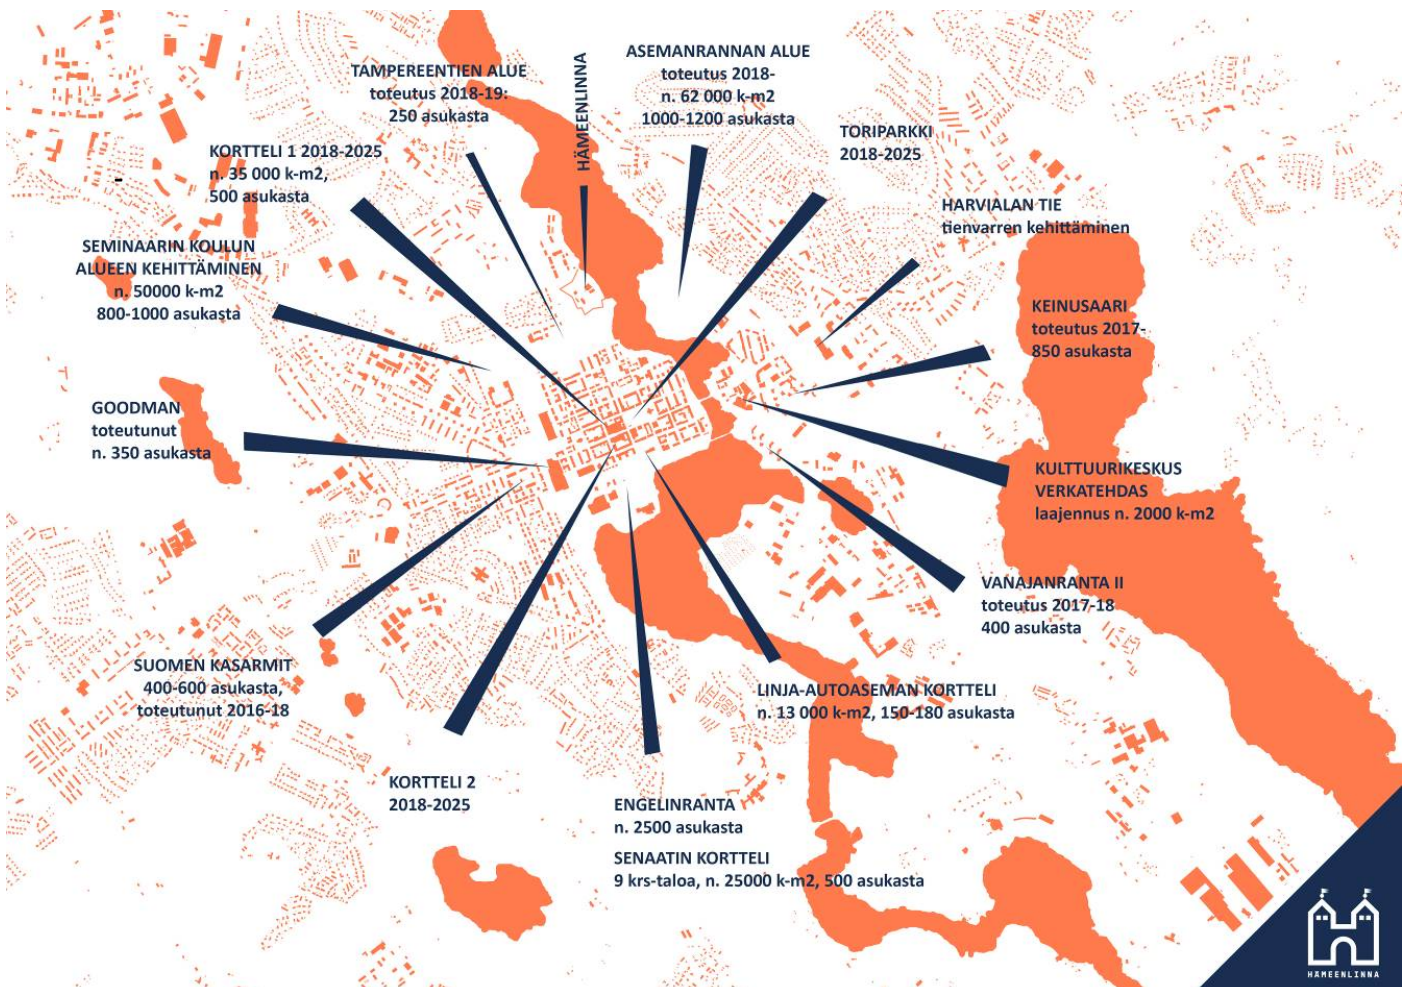 TAMPEREENTIEN ALUE
toteutus 2018-19:
250 asukasta
HÄMEENLINNA
ASEMANRANNAN ALUE
toteutus 2018-
n. 62 000 k-m2
1000-1200 asukasta
TORIPARKKI
2018-2025
KORTTELI 1 2018-2025
n. 35 000 k-m2,
500 asukasta
HARVIALAN TIE
tienvarren kehittäminen
SEMINAARIN KOULUN
ALUEEN KEHITTÄMINEN
n. 50000 k-m2
800-1000 asukasta
KEINUSAARI
toteutus 2017-
850 asukasta
GOODMAN
toteutunut
n. 350 asukasta
KULTTUURIKESKUS
VERKATEHDAS
laajennus n. 2000 k-m2
VANAJANRANTA II
toteutus 2017-18
400 asukasta
SUOMEN KASARMIT
400-600 asukasta,
toteutunut 2016-18
LINJA-AUTOASEMAN KORTTELI
n. 13 000 k-m2, 150-180 asukasta
KORTTELI 2
2018-2025
ENGELINRANTA
n. 2500 asukasta
SENAATIN KORTTELI
9 krs-taloa, n. 25000 k-m2, 500 asukasta
HÄMEENLINNA